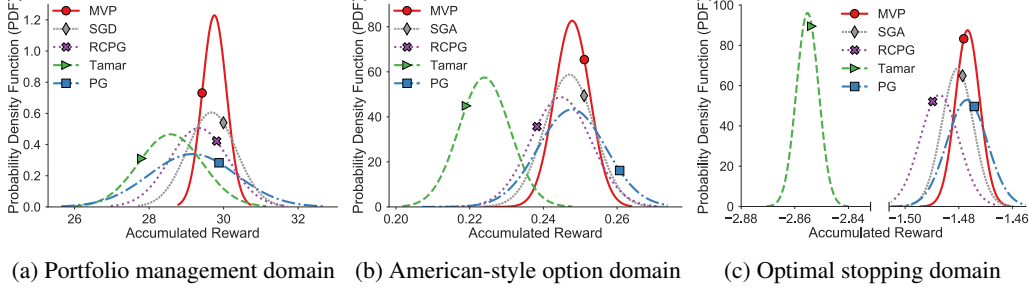 Probability Density Function (PDF)
1.2
1.0
0.8
0.6
0.4
0.2
0.0
26
28
30
32
Accumulated Reward
MVP
SGD
RCPG
Tamar
PG
(a) Portfolio management domain
Probability Density Function (PDF)
80
60
40
20
0
0.20
0.22
0.24
0.26
Accumulated Reward
MVP
SGA
RCPG
Tamar
PG
(b) American-style option domain
Probability Density Function (PDF)
80
60
40
20
0
−2.88
−2.86
−2.84
−1.50
−1.48
−1.46
Accumulated Reward
MVP
SGA
RCPG
Tamar
PG
(c) Optimal stopping domain